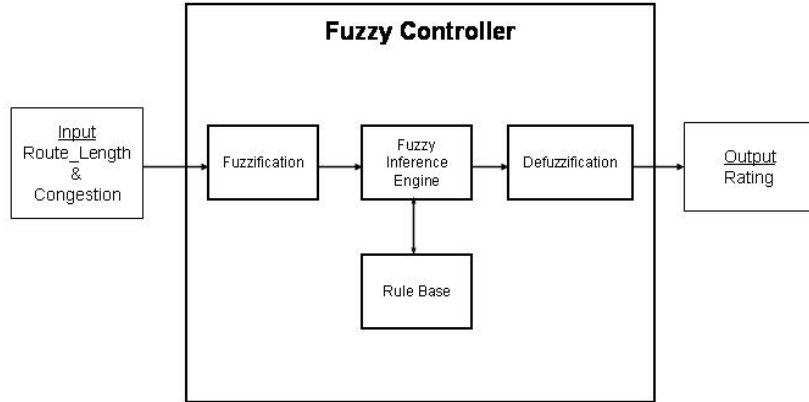 Fuzzy Controller
Input
Route_Length
&
Congestion
Fuzzification
Fuzzy
Inference
Engine
Defuzzification
Output
Rating
Rule Base